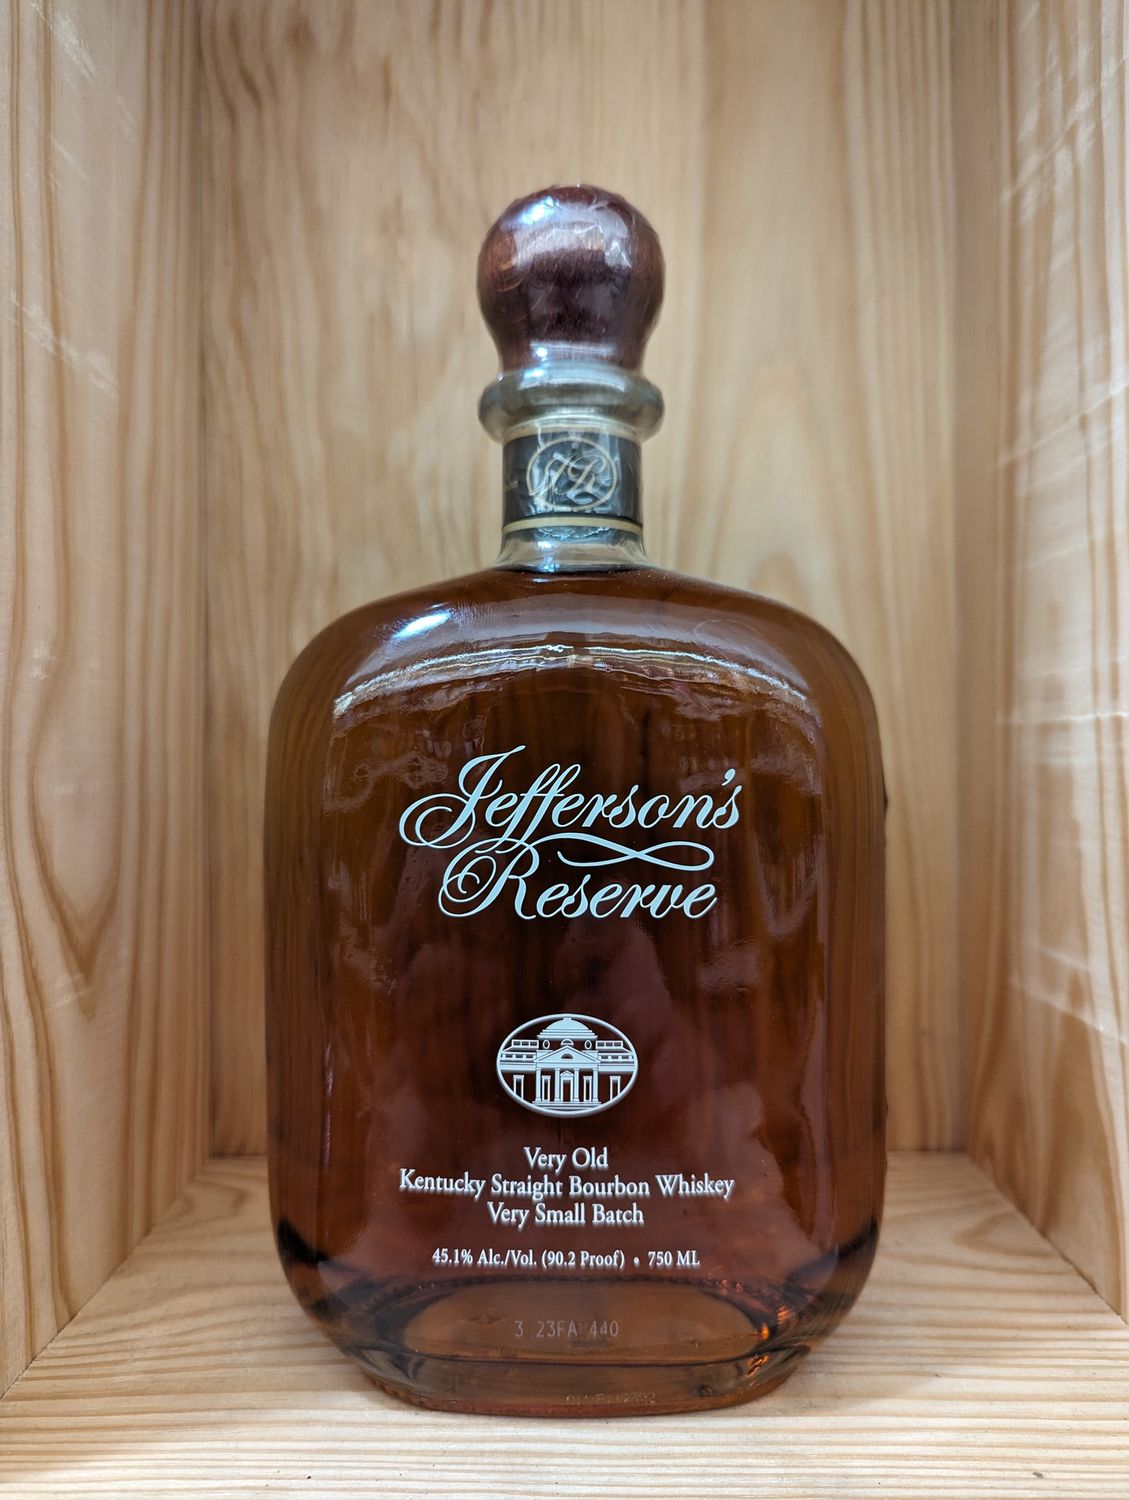 JR
Jefferson's
Reserve
Very Old
Kentucky Straight Bourbon Whiskey
Very Small Batch
45.1% Alc./Vol. (90.2 Proof) • 750 ML
3 23FA 440